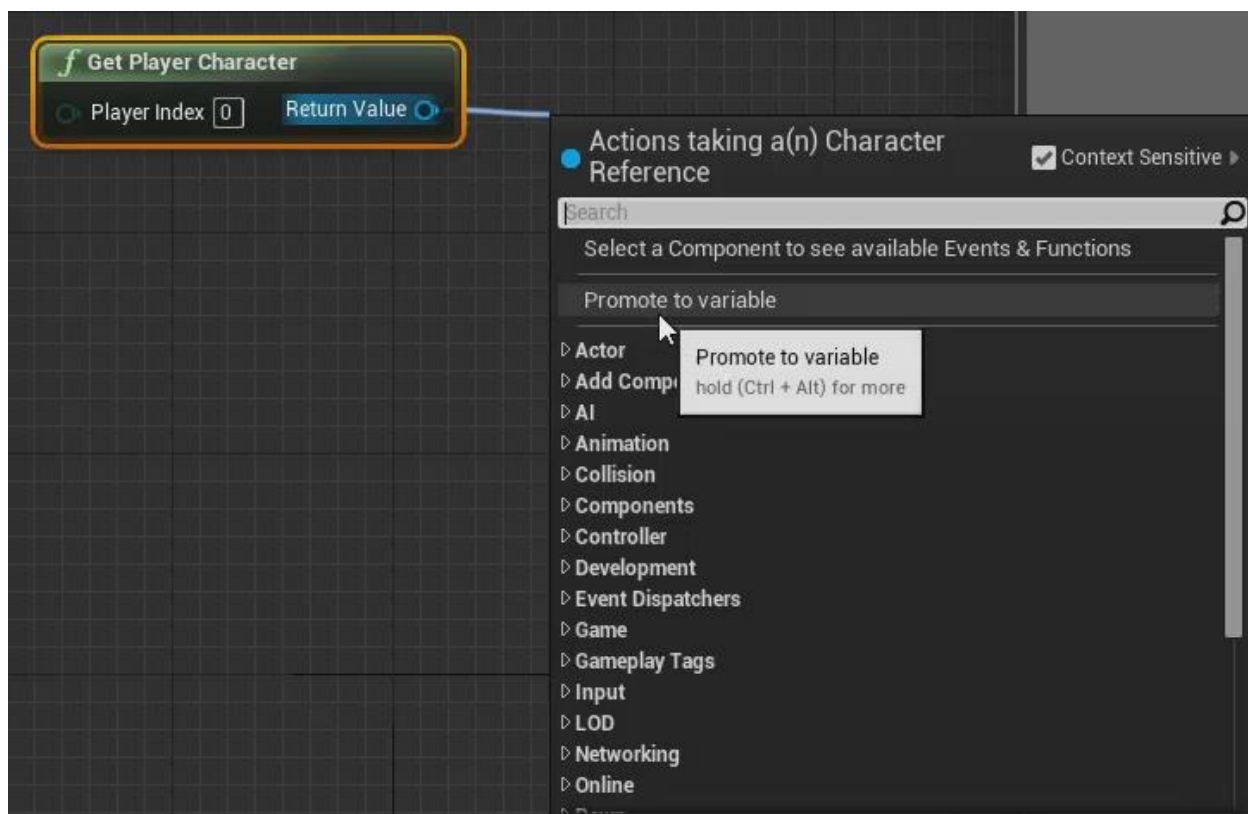 f Get Player Character
Player Index 0 Return Value
Actions taking a(n) Character
Reference
Context Sensitive
Search
Select a Component to see available Events & Functions
Promote to variable
Promote to variable
hold (Ctrl + Alt) for more
Actor
Add Comp
AI
Animation
Collision
Components
Controller
Development
Event Dispatchers
Game
Gameplay Tags
Input
LOD
Networking
Online